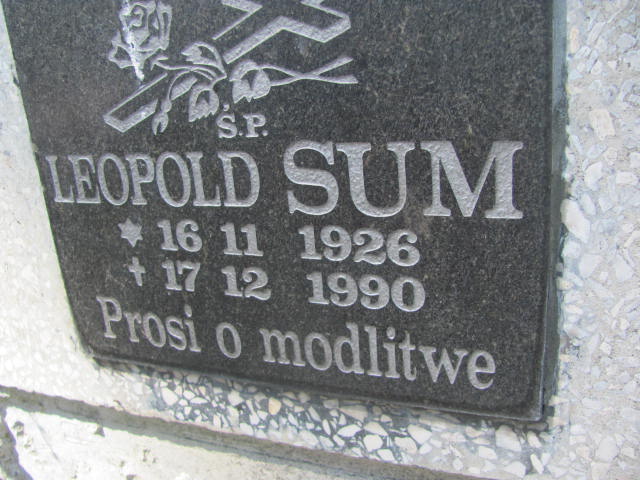 Ś.P.
LEOPOLD SUM
* 16 11 1926
† 17 12 1990
Prosi o modlitwe